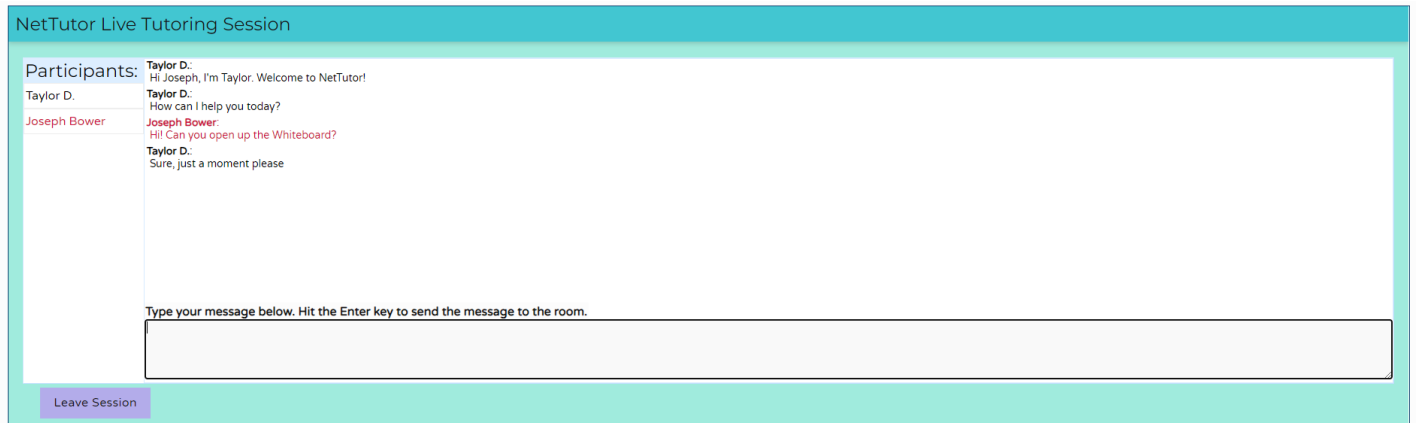 NetTutor Live Tutoring Session
Participants:
Taylor D.
Joseph Bower
Taylor D.:
Hi Joseph, I'm Taylor. Welcome to NetTutor!
Taylor D.:
How can I help you today?
Joseph Bower:
Hi! Can you open up the Whiteboard?
Taylor D.:
Sure, just a moment please
Type your message below. Hit the Enter key to send the message to the room.
Leave Session